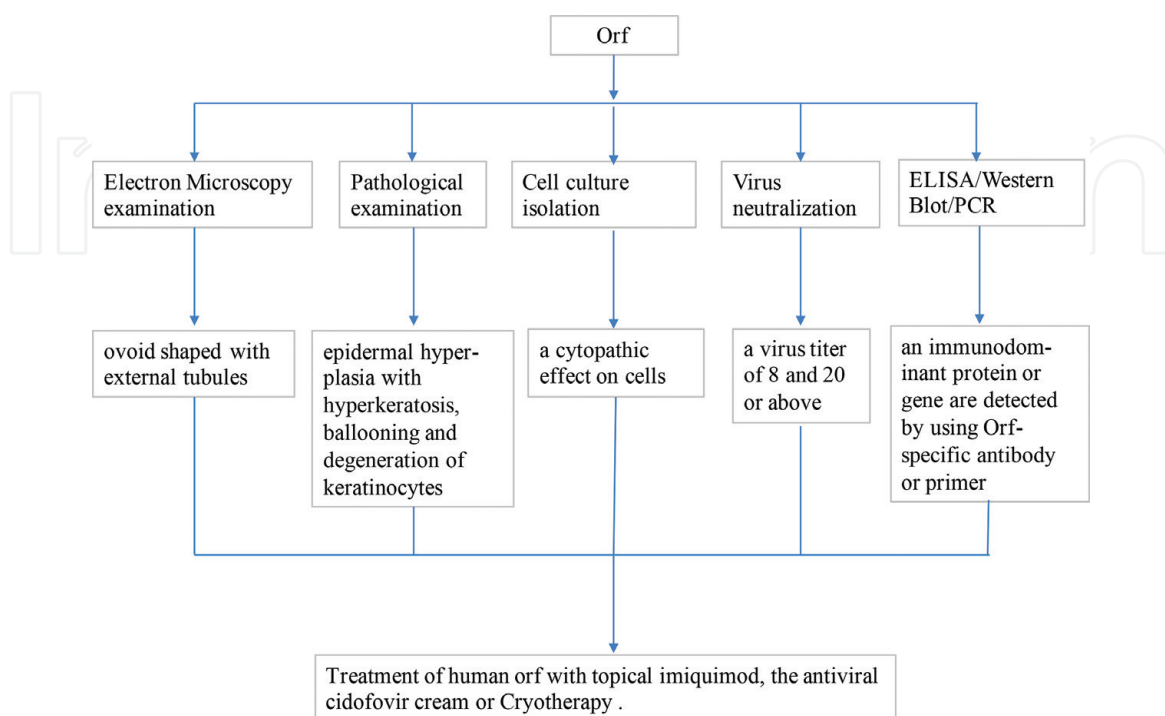 Orf
Electron Microscopy
examination
Pathological
examination
Cell culture
isolation
Virus
neutralization
ELISA/Western
Blot/PCR
ovoid shaped with
external tubules
epidermal hyper-
plasia with
hyperkeratosis,
ballooning and
degeneration of
keratinocytes
a cytopathic
effect on cells
a virus titer
of 8 and 20
or above
an immunodom-
inant protein or
gene are detected
by using Orf-
specific antibody
or primer
Treatment of human orf with topical imiquimod, the antiviral
cidofovir cream or Cryotherapy .